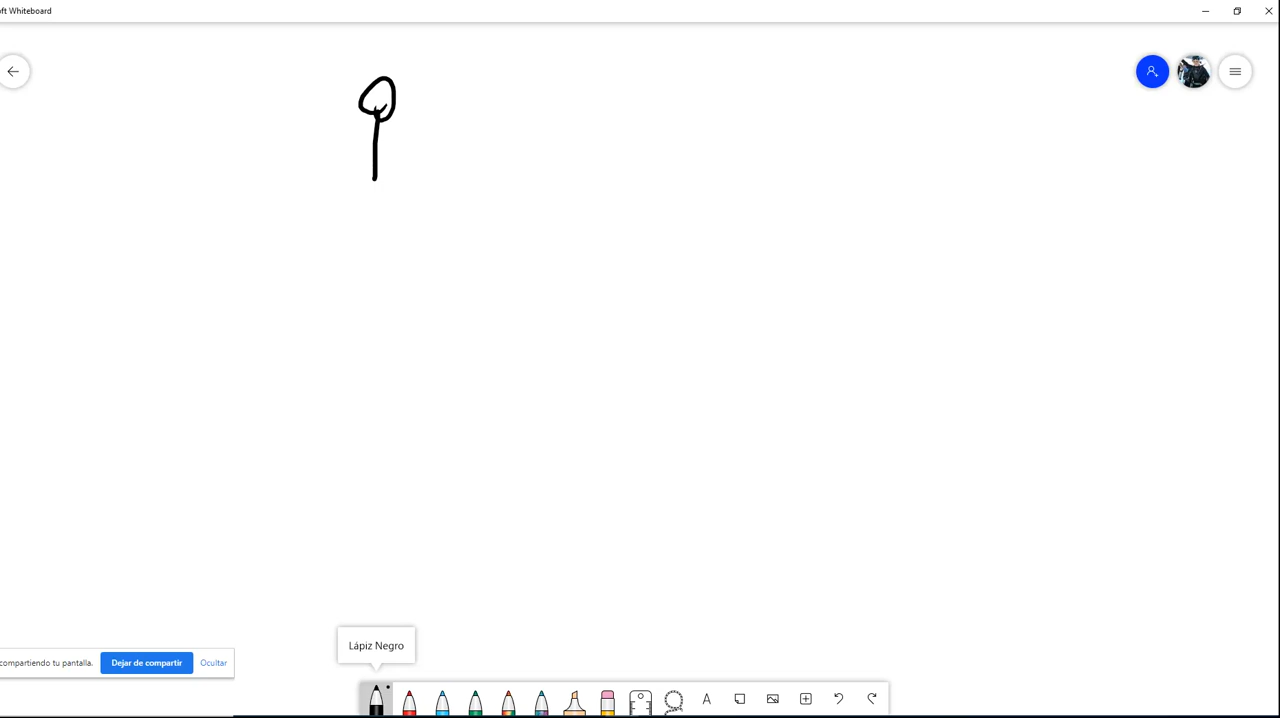 ft Whiteboard
Lápiz Negro
compartiendo tu pantalla. Dejar de compartir Ocultar
A